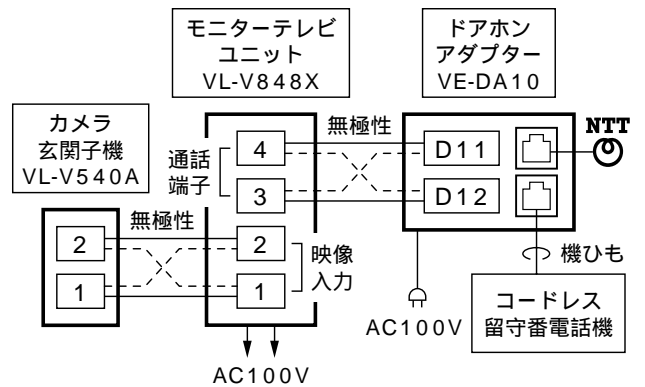 モニターテレビ
ユニット
VL-V848X
ドアホン
アダプター
VE-DA10
カメラ
玄関子機
VL-V540A
通話
端子
4
3
無極性
D11
D12
NTT
無極性
2
1
2
1
映像
入力
機ひも
コードレス
留守番電話機
AC100V
AC100V